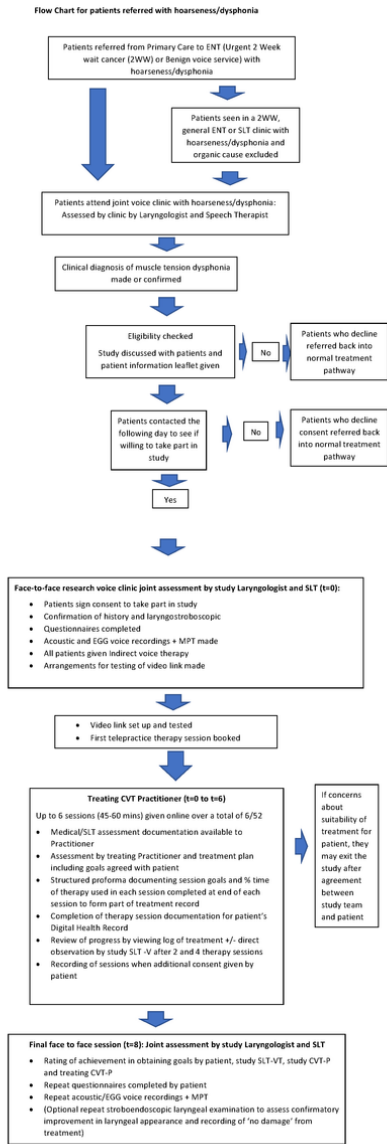 Flow Chart for patients referred with hoarseness/dysphonia
Patients referred from Primary Care to ENT (Urgent 2 Week
wait cancer (2WW) or Benign voice service) with
hoarseness/dysphonia
Patients seen in a 2WW,
general ENT or SLT clinic with
hoarseness/dysphonia and
organic cause excluded
Patients attend joint voice clinic with hoarseness/dysphonia:
Assessed by clinic by Laryngologist and Speech Therapist
Clinical diagnosis of muscle tension dysphonia
made or confirmed
Eligibility checked
Study discussed with patients and
patient information leaflet given
No
Patients who decline
referred back into
normal treatment
pathway
Patients contacted the
following day to see if
willing to take part in
study
No
Patients who decline
consent referred back
into normal treatment
pathway
Yes
Face-to-face research voice clinic joint assessment by study Laryngologist and SLT (t=0):
• Patients sign consent to take part in study
• Confirmation of history and laryngostroboscopic
• Questionnaires completed
• Acoustic and EGG voice recordings + MPT made
• All patients given Indirect voice therapy
• Arrangements for testing of video link made
• Video link set up and tested
• First telepractice therapy session booked
Treating CVT Practitioner (t=0 to t=6)
Up to 6 sessions (45-60 mins) given online over a total of 6/52
• Medical/SLT assessment documentation available to
Practitioner
• Assessment by treating Practitioner and treatment plan
including goals agreed with patient
• Structured proforma documenting session goals and % time
of therapy used in each session completed at end of each
session to form part of treatment record
• Completion of therapy session documentation for patient's
Digital Health Record
• Review of progress by viewing log of treatment +/- direct
observation by study SLT -V after 2 and 4 therapy sessions
• Recording of sessions when additional consent given by
patient
If concerns
about
suitability of
treatment for
patient, they
may exit the
study after
agreement
between
study team
and patient
Final face to face session (t=8): Joint assessment by study Laryngologist and SLT
• Rating of achievement in obtaining goals by patient, study SLT-VT, study CVT-P
and treating CVT-P
• Repeat questionnaires completed by patient
• Repeat acoustic/EGG voice recordings + MPT
• (Optional repeat stroboendoscopic laryngeal examination to assess confirmatory
improvement in laryngeal appearance and recording of 'no damage' from
treatment)